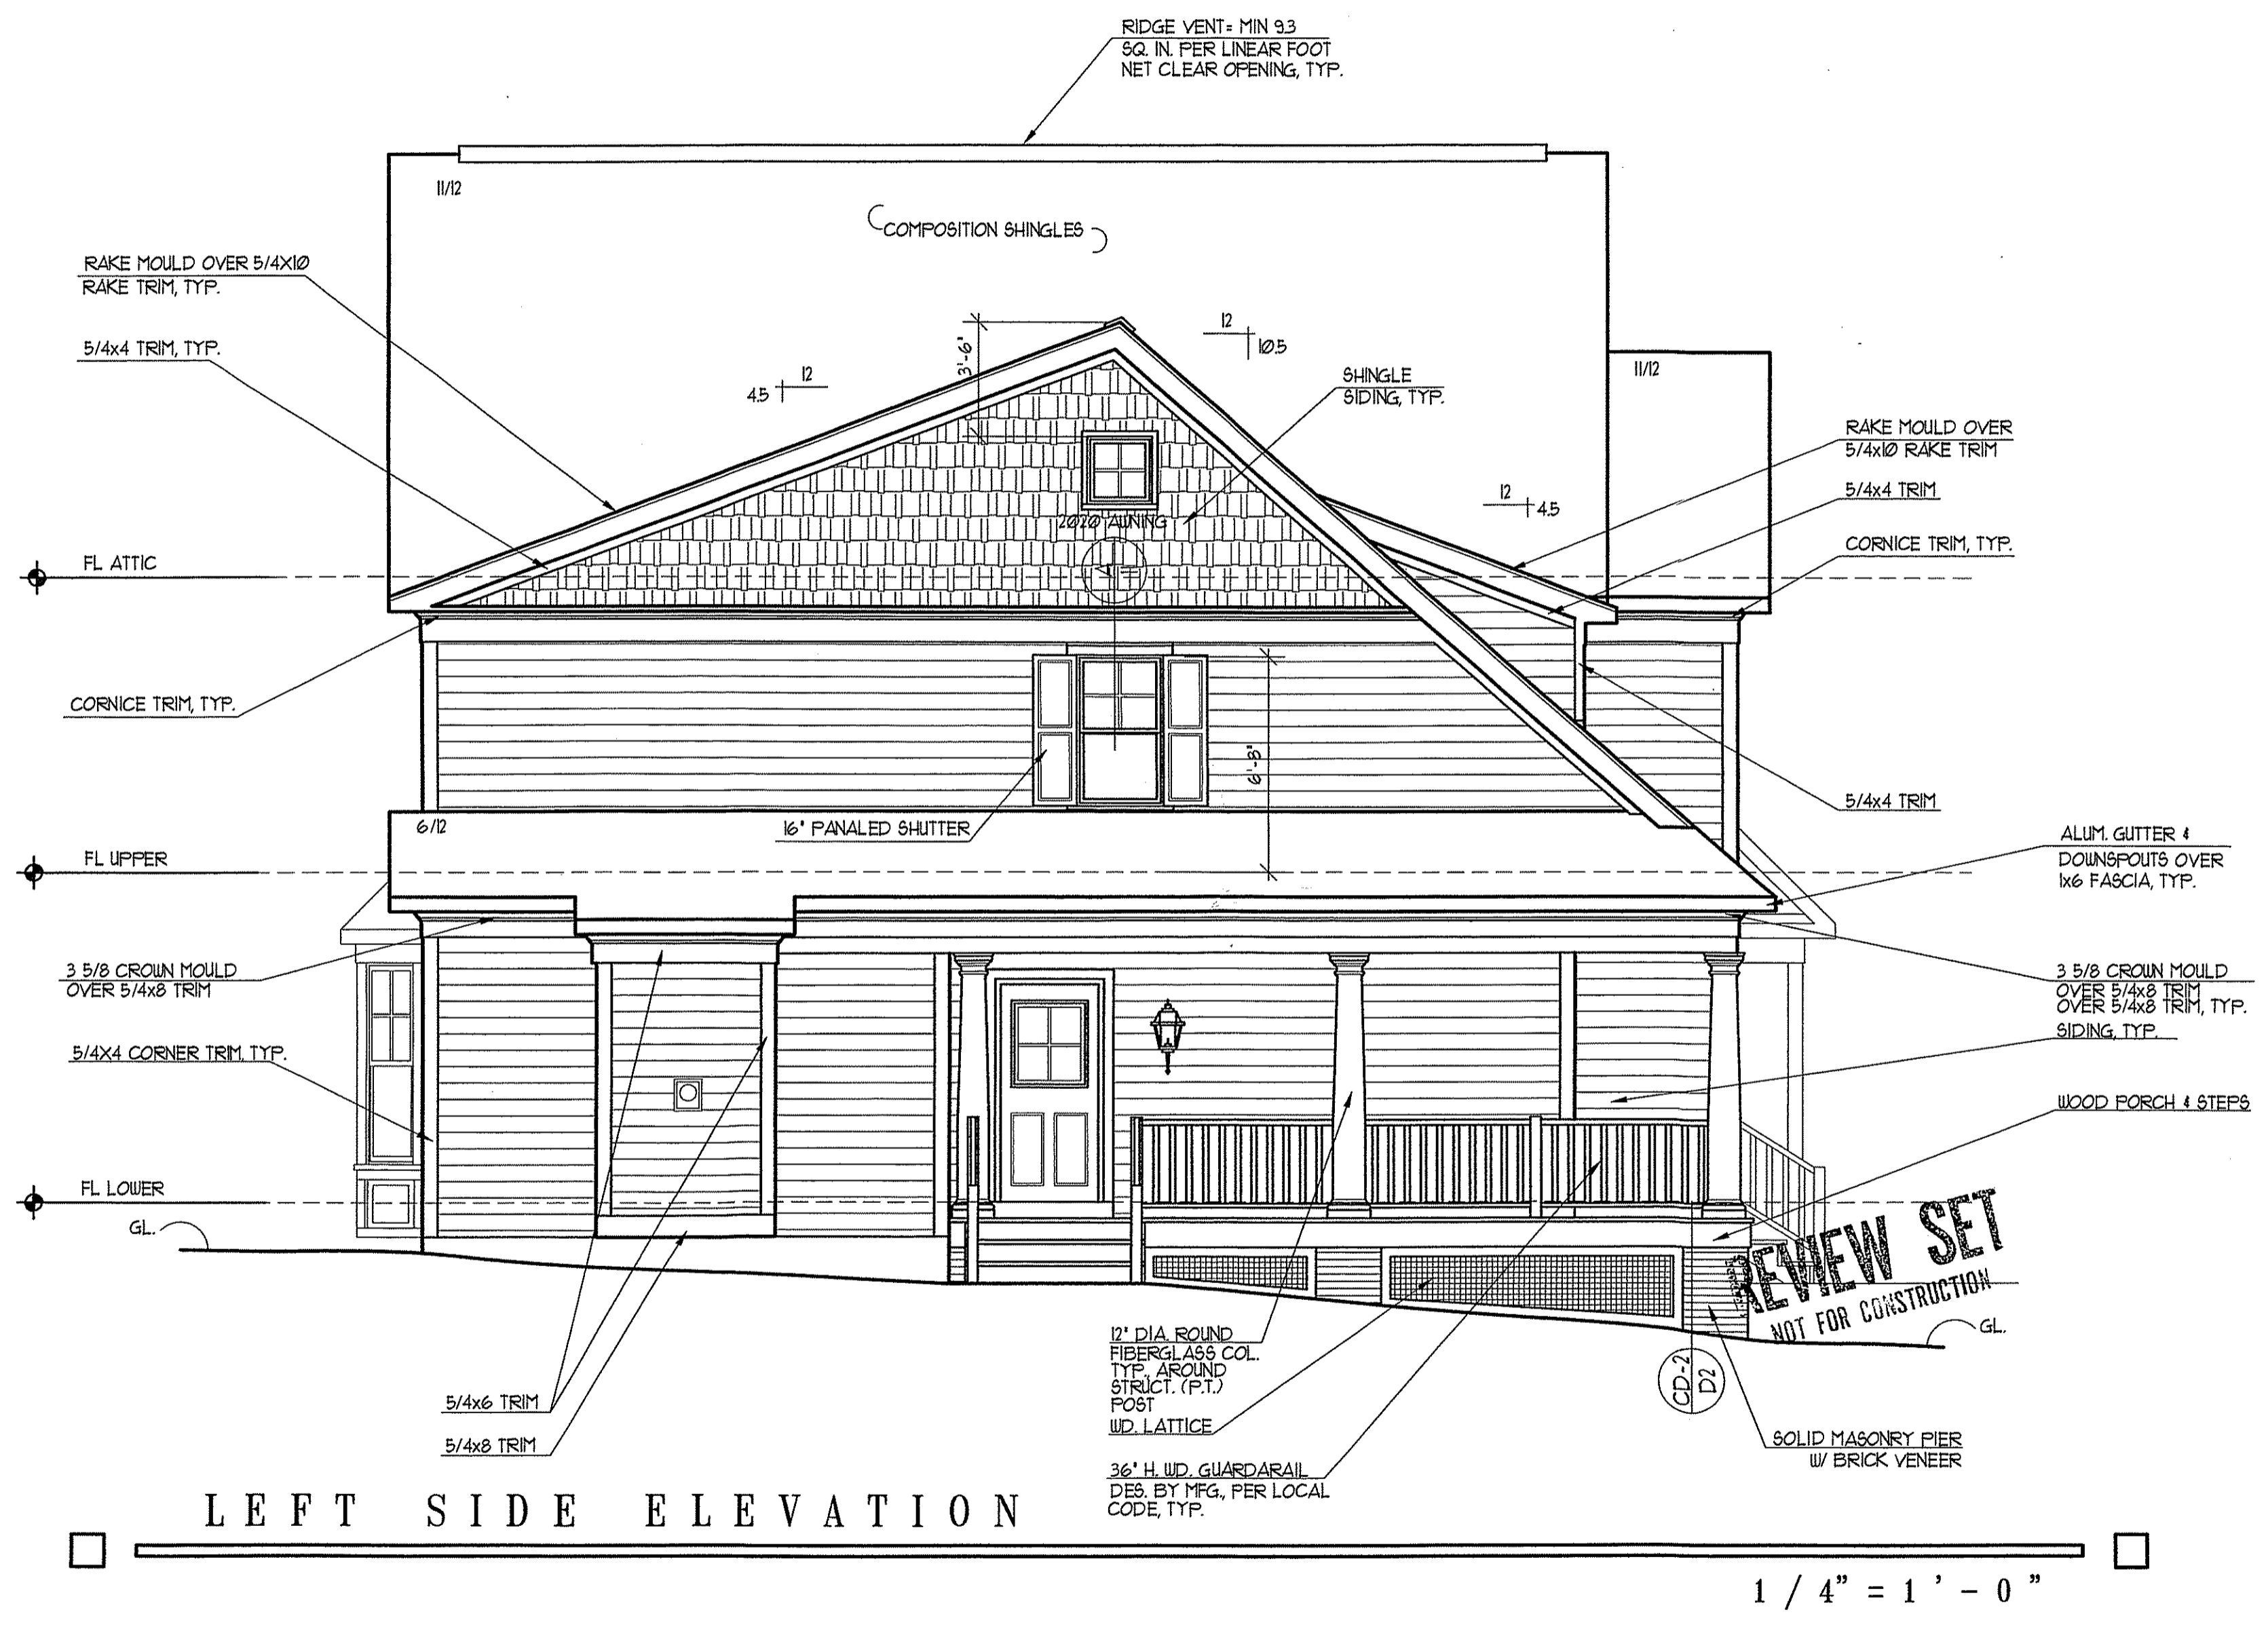 RIDGE VENT= MIN 9.3
SQ. IN. PER LINEAR FOOT
NET CLEAR OPENING, TYP.
11/12
COMPOSITION SHINGLES
RAKE MOULD OVER 5/4X10
RAKE TRIM, TYP.
5/4x4 TRIM, TYP.
3'-6"
12
10.5
12
4.5
SHINGLE
SIDING, TYP.
11/12
RAKE MOULD OVER
5/4x10 RAKE TRIM
12
4.5
5/4x4 TRIM
2020 AWNING
CORNICE TRIM, TYP.
FL ATTIC
A
CORNICE TRIM, TYP.
6'-8"
5/4x4 TRIM
6/12
16" PANALED SHUTTER
ALUM. GUTTER &
DOWNSPOUTS OVER
1x6 FASCIA, TYP.
FL UPPER
3 5/8 CROWN MOULD
OVER 5/4x8 TRIM
3 5/8 CROWN MOULD
OVER 5/4x8 TRIM
OVER 5/4x8 TRIM, TYP.
SIDING, TYP.
5/4X4 CORNER TRIM, TYP.
WOOD PORCH & STEPS
FL LOWER
GL.
REVIEW SET
NOT FOR CONSTRUCTION
GL.
12" DIA. ROUND
FIBERGLASS COL.
TYP., AROUND
STRUCT. (P.T.)
POST
WD. LATTICE
CD-2
D2
5/4x6 TRIM
5/4x8 TRIM
SOLID MASONRY PIER
W/ BRICK VENEER
36" H. WD. GUARDARAIL
DES. BY MFG., PER LOCAL
CODE, TYP.
LEFT SIDE ELEVATION
1/4" = 1'-0"